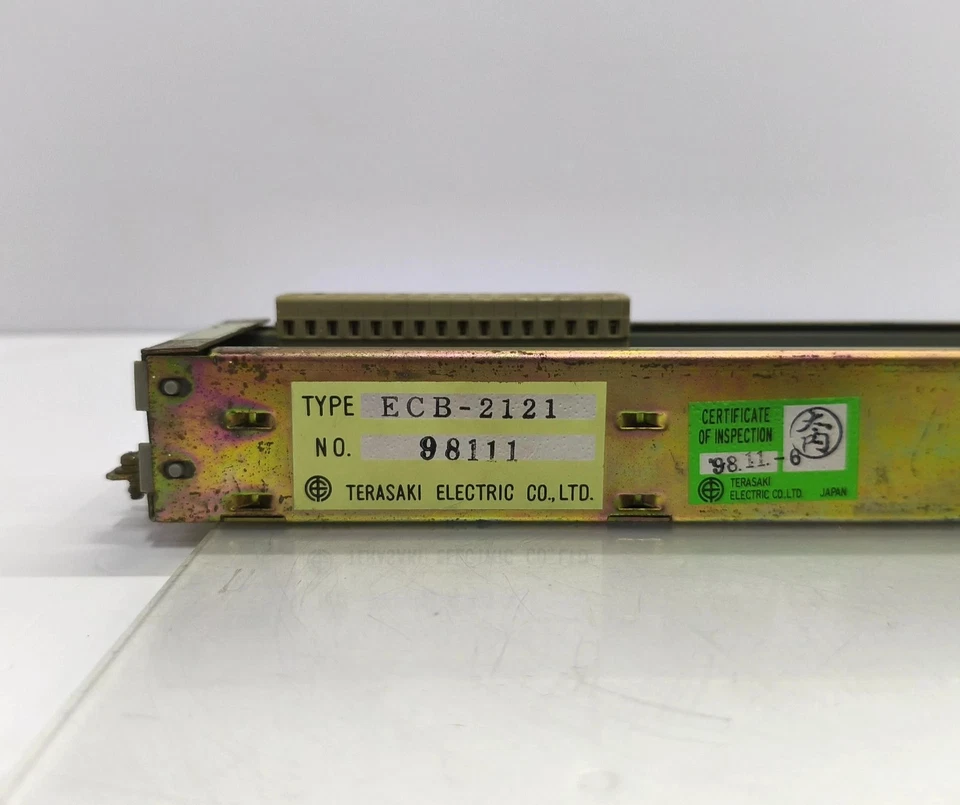 TYPE ECB-2121
NO. 98111
TERASAKI ELECTRIC CO.,LTD.
CERTIFICATE
OF INSPECTION
'98.11.-6
TERASAKI
ELECTRIC CO.,LTD. JAPAN